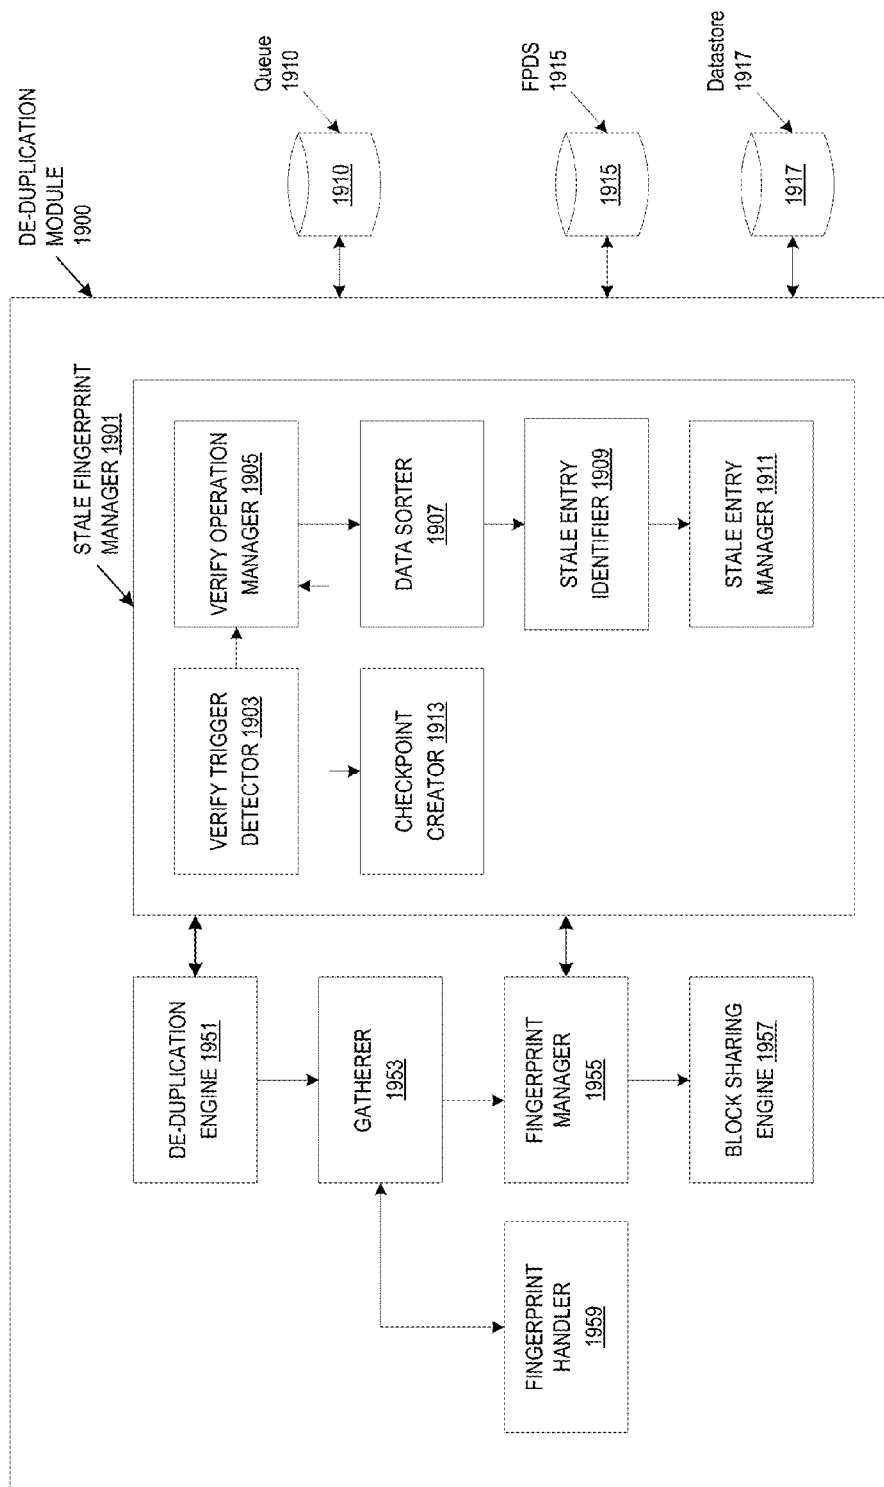 DE-DUPLICATION
MODULE
1900
STALE FINGERPRINT
MANAGER 1901
DE-DUPLICATION
ENGINE 1951
GATHERER
1953
FINGERPRINT
MANAGER
1955
BLOCK SHARING
ENGINE 1957
FINGERPRINT
HANDLER
1959
VERIFY TRIGGER
DETECTOR 1903
VERIFY OPERATION
MANAGER 1905
CHECKPOINT
CREATOR 1913
DATA SORTER
1907
STALE ENTRY
IDENTIFIER 1909
STALE ENTRY
MANAGER 1911
Queue
1910
1910
FPDS
1915
1915
Datastore
1917
1917